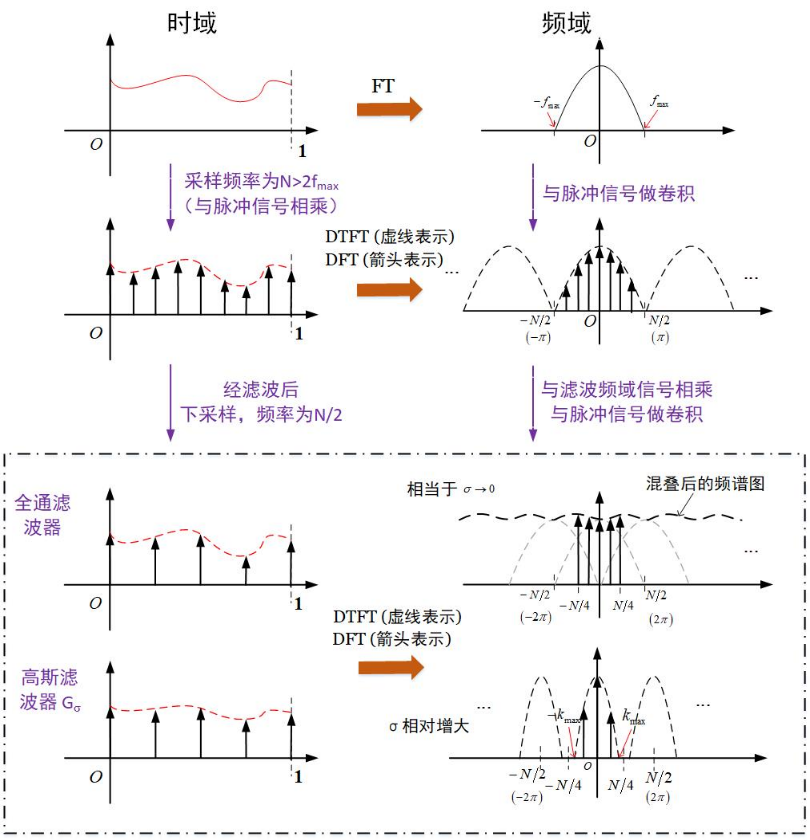 时域
频域
FT
-f_max
f_max
O
1
O
采样频率为N>2f_max
（与脉冲信号相乘）
与脉冲信号做卷积
DTFT (虚线表示)
DFT (箭头表示)
...
...
O
1
-N/2
(-π)
O
N/2
(π)
经滤波后
下采样，频率为N/2
与滤波频域信号相乘
与脉冲信号做卷积
全通滤
波器
相当于 σ→0
混叠后的频谱图
...
O
1
-N/2
(-2π)
-N/4
N/4
N/2
(2π)
DTFT (虚线表示)
DFT (箭头表示)
高斯滤
波器 G_σ
σ 相对增大
...
...
-k_max
k_max
O
1
-N/2
(-2π)
-N/4
O
N/4
N/2
(2π)